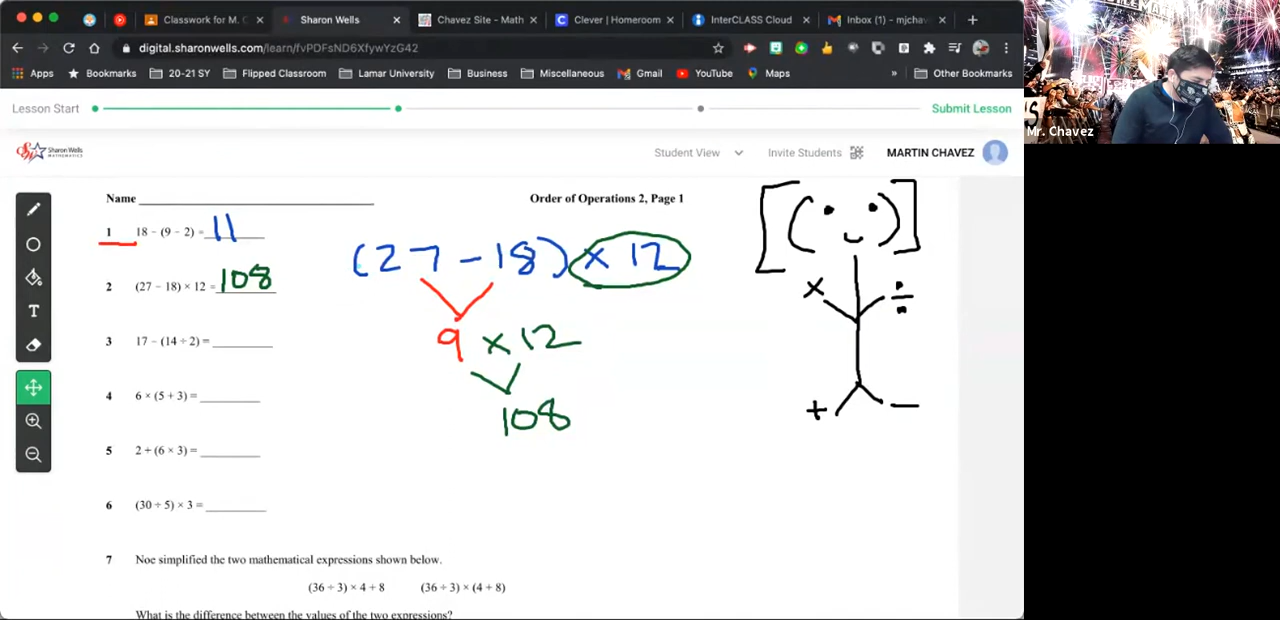 Classwork for M. C
Sharon Wells
Chavez Site - Math
Clever | Homeroom
InterCLASS Cloud
Inbox (1) - mjchav
digital.sharonwells.com/learn/fvPDFsND6XfywYzG42
Apps
Bookmarks
20-21 SY
Flipped Classroom
Lamar University
Business
Miscellaneous
Gmail
YouTube
Maps
»
Other Bookmarks
Mr. Chavez
Lesson Start
Submit Lesson
Sharon Wells
MATHEMATICS
Student View
Invite Students
MARTIN CHAVEZ
Name
Order of Operations 2, Page 1
1 18 − (9 − 2) = 11
2 (27 − 18) × 12 = 108
3 17 − (14 ÷ 2) =
4 6 × (5 + 3) =
5 2 + (6 × 3) =
6 (30 ÷ 5) × 3 =
7 Noe simplified the two mathematical expressions shown below.
(36 ÷ 3) × 4 + 8 (36 ÷ 3) × (4 + 8)
What is the difference between the values of the two expressions?
(27 − 18) × 12
9 × 12
108
[( )]
× ÷
+ −
T